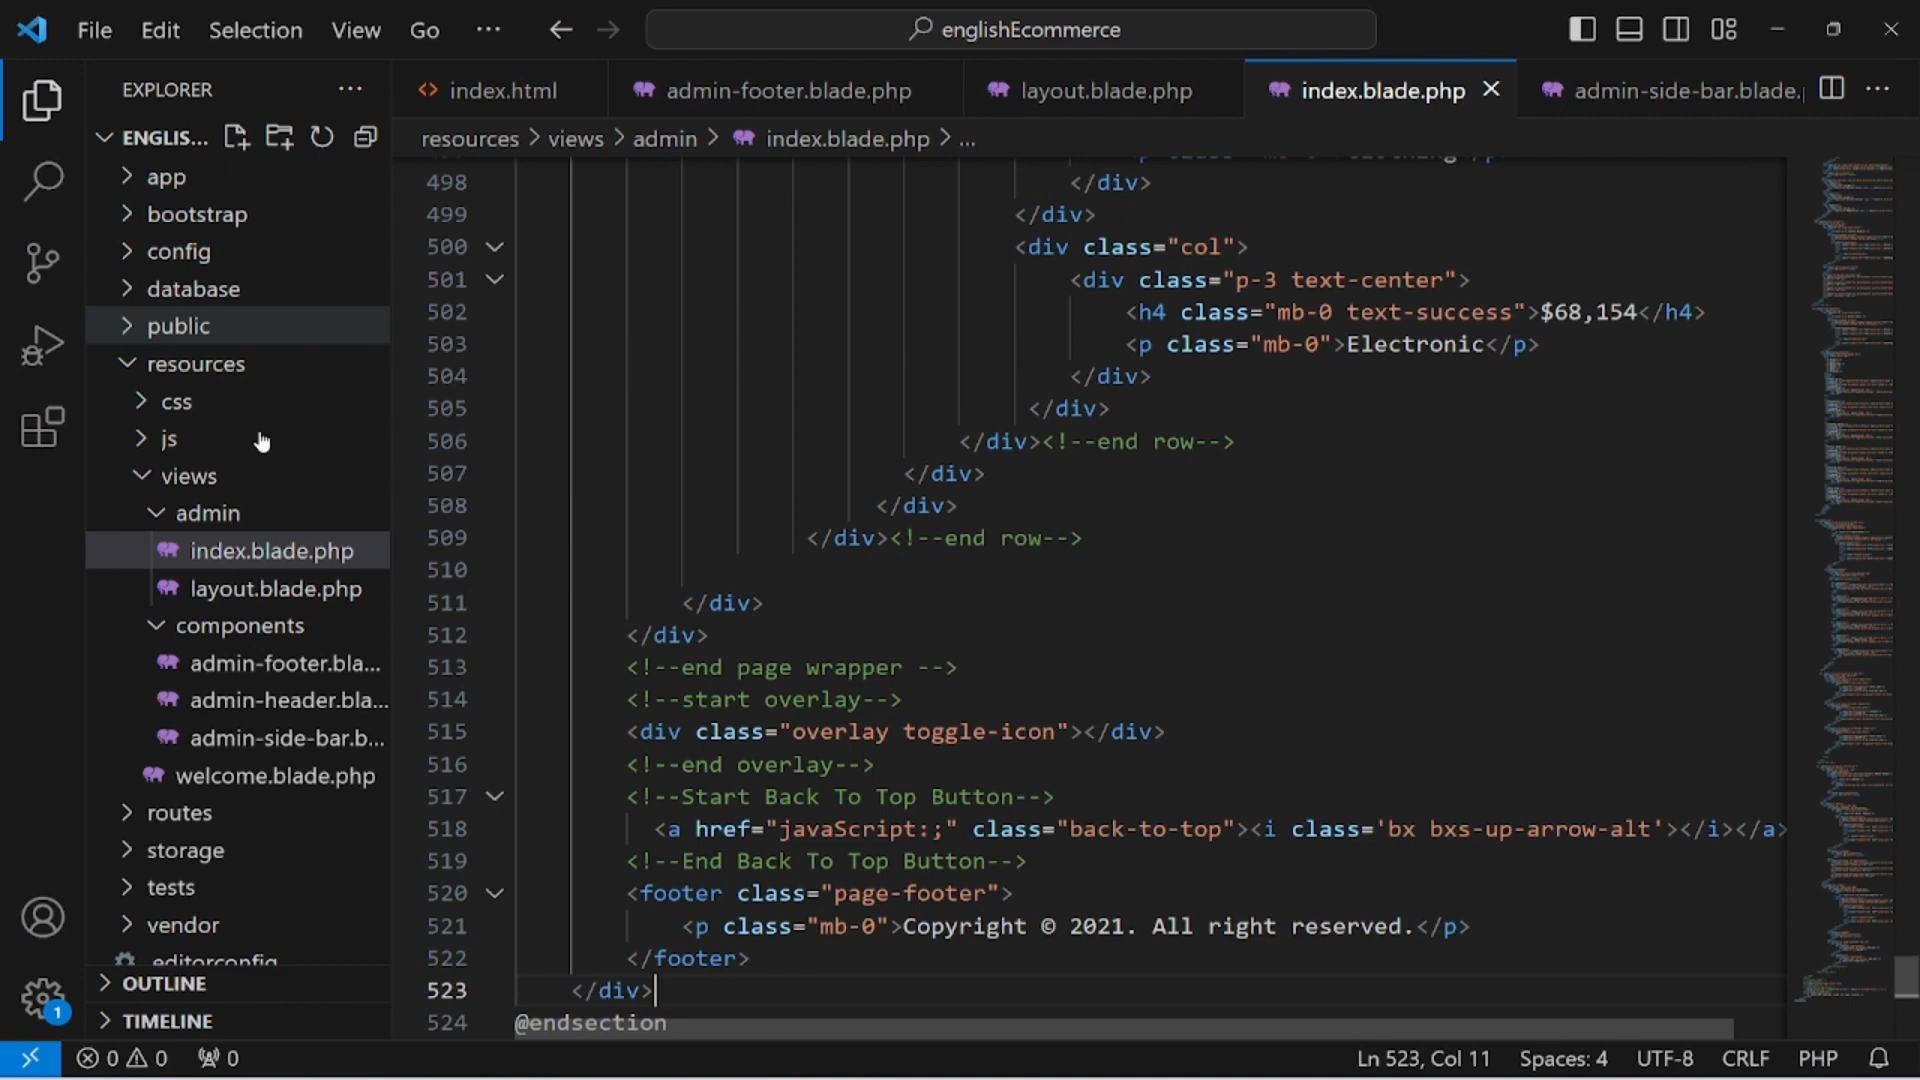 File Edit Selection View Go ··· englishEcommerce
EXPLORER ···
index.html admin-footer.blade.php layout.blade.php index.blade.php admin-side-bar.blade. ···
ENGLIS...
resources > views > admin > index.blade.php > ...
app
bootstrap
config
database
public
resources
css
js
views
admin
index.blade.php
layout.blade.php
components
admin-footer.bla...
admin-header.bla...
admin-side-bar.b...
welcome.blade.php
routes
storage
tests
vendor
.editorconfig
OUTLINE
TIMELINE
498 </div>
499 </div>
500 <div class="col">
501 <div class="p-3 text-center">
502 <h4 class="mb-0 text-success">$68,154</h4>
503 <p class="mb-0">Electronic</p>
504 </div>
505 </div>
506 </div><!--end row-->
507 </div>
508 </div>
509 </div><!--end row-->
510
511 </div>
512 </div>
513 <!--end page wrapper -->
514 <!--start overlay-->
515 <div class="overlay toggle-icon"></div>
516 <!--end overlay-->
517 <!--Start Back To Top Button-->
518 <a href="javaScript:;" class="back-to-top"><i class='bx bxs-up-arrow-alt'></i></a>
519 <!--End Back To Top Button-->
520 <footer class="page-footer">
521 <p class="mb-0">Copyright © 2021. All right reserved.</p>
522 </footer>
523 </div>
524 @endsection
1
0 0 0 Ln 523, Col 11 Spaces: 4 UTF-8 CRLF PHP